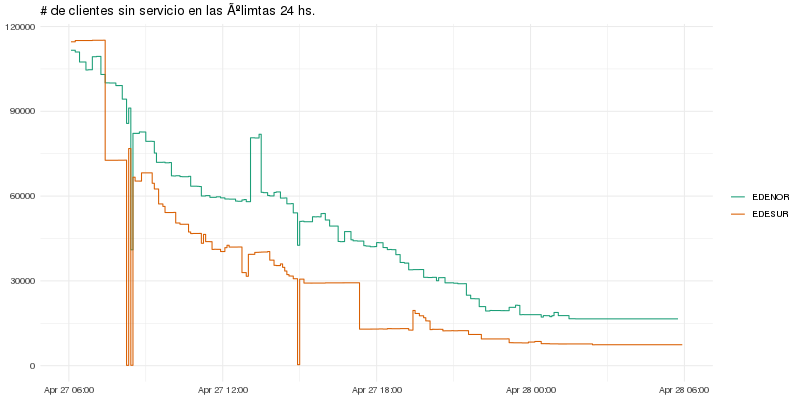 # de clientes sin servicio en las Ãºlimtas 24 hs.
120000
90000
60000
30000
0
Apr 27 06:00
Apr 27 12:00
Apr 27 18:00
Apr 28 00:00
Apr 28 06:00
EDENOR
EDESUR